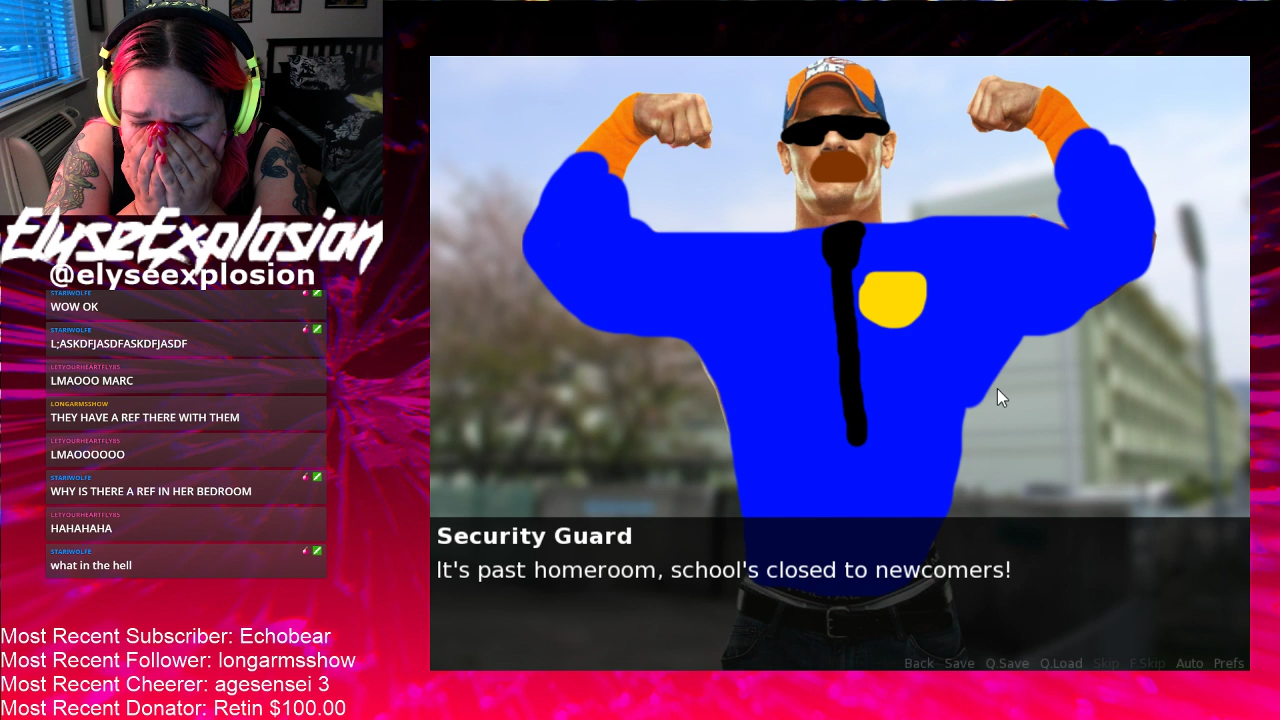 ElyseExplosion
@elyseexplosion
STARIWOLFE
WOW OK
STARIWOLFE
L;ASKDFJASDFASKDFJASDF
LETYOURHEARTFLY85
LMAOOO MARC
LONGARMSSHOW
THEY HAVE A REF THERE WITH THEM
LETYOURHEARTFLY85
LMAOOOOOO
STARIWOLFE
WHY IS THERE A REF IN HER BEDROOM
LETYOURHEARTFLY85
HAHAHAHA
STARIWOLFE
what in the hell
Most Recent Subscriber: Echobear
Most Recent Follower: longarmsshow
Most Recent Cheerer: agesensei 3
Most Recent Donator: Retin $100.00
Security Guard
It's past homeroom, school's closed to newcomers!
Back Save Q.Save Q.Load Skip F.Skip Auto Prefs